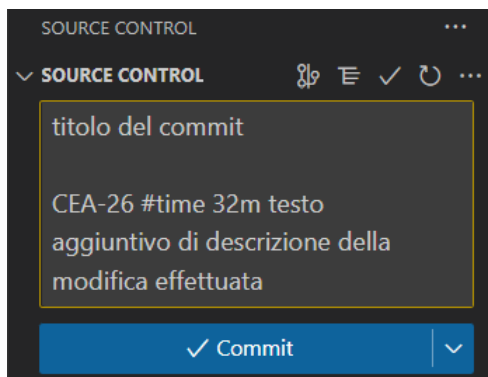 SOURCE CONTROL
SOURCE CONTROL
titolo del commit
CEA-26 #time 32m testo
aggiuntivo di descrizione della
modifica effettuata
Commit